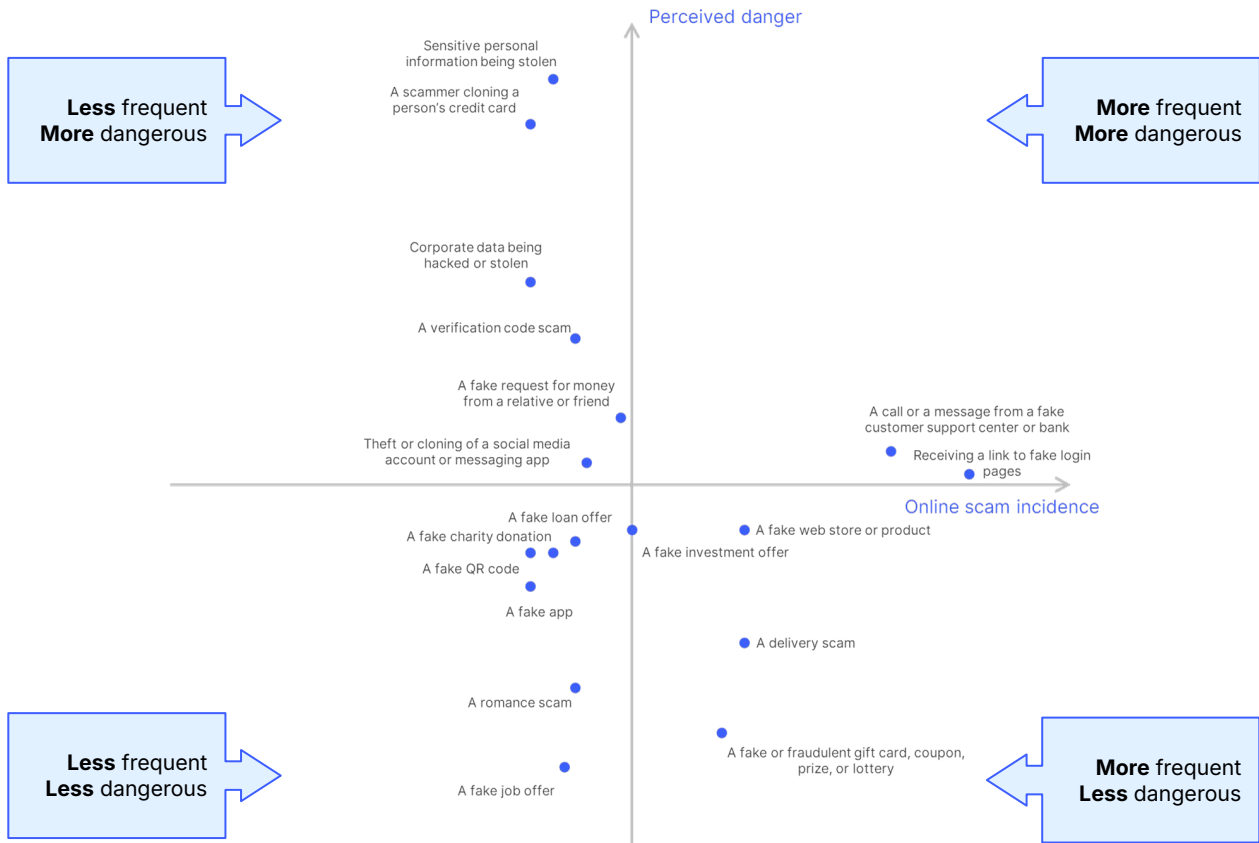 Perceived danger
Sensitive personal
information being stolen
A scammer cloning a
person's credit card
Less frequent
More dangerous
More frequent
More dangerous
Corporate data being
hacked or stolen
A verification code scam
A fake request for money
from a relative or friend
A call or a message from a fake
customer support center or bank
Theft or cloning of a social media
account or messaging app
Receiving a link to fake login
pages
Online scam incidence
A fake loan offer
A fake charity donation
A fake web store or product
A fake investment offer
A fake QR code
A fake app
A delivery scam
A romance scam
A fake or fraudulent gift card, coupon,
prize, or lottery
A fake job offer
Less frequent
Less dangerous
More frequent
Less dangerous